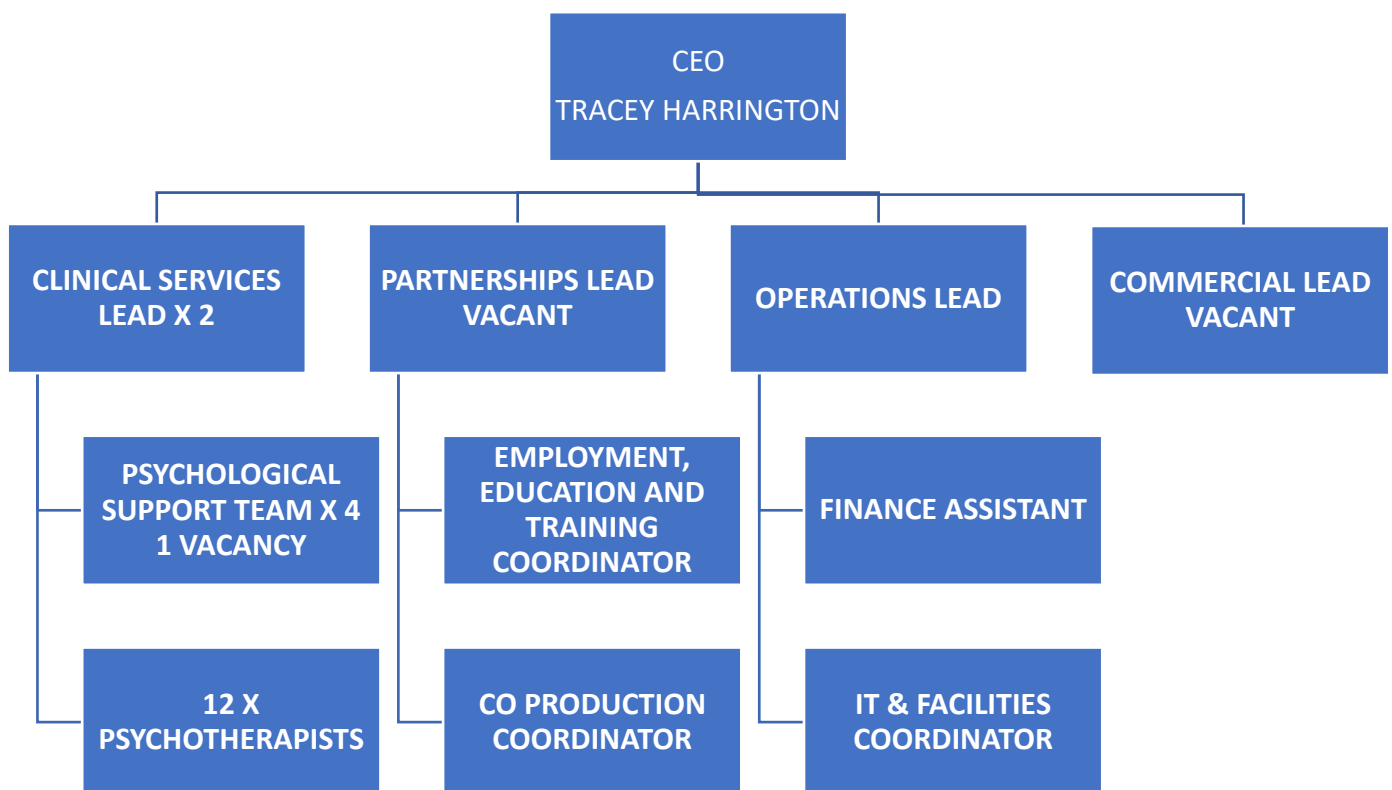 CEO
TRACEY HARRINGTON
CLINICAL SERVICES
LEAD X 2
PARTNERSHIPS LEAD
VACANT
OPERATIONS LEAD
COMMERCIAL LEAD
VACANT
PSYCHOLOGICAL
SUPPORT TEAM X 4
1 VACANCY
EMPLOYMENT,
EDUCATION AND
TRAINING
COORDINATOR
FINANCE ASSISTANT
12 X
PSYCHOTHERAPISTS
CO PRODUCTION
COORDINATOR
IT & FACILITIES
COORDINATOR